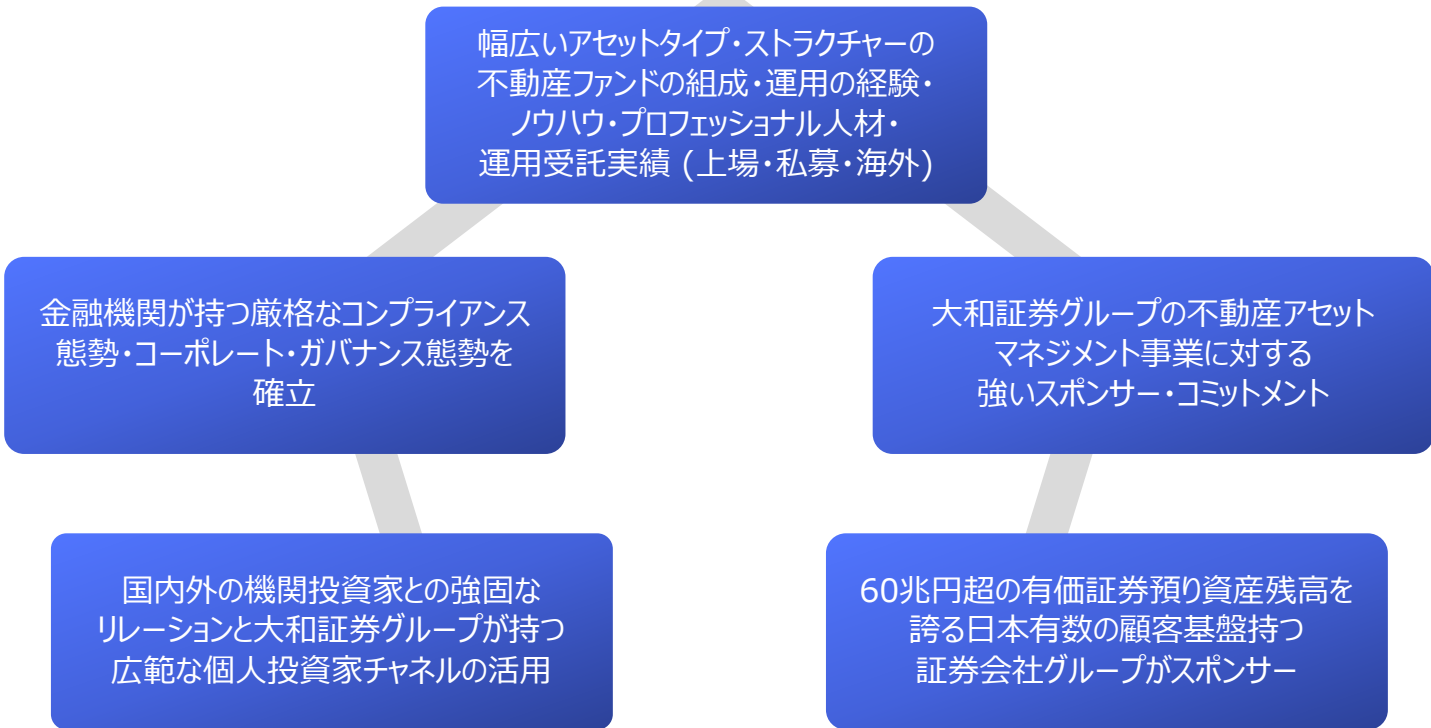 幅広いアセットタイプ・ストラクチャーの
不動産ファンドの組成・運用の経験・
ノウハウ・プロフェッショナル人材・
運用受託実績 (上場・私募・海外)
金融機関が持つ厳格なコンプライアンス
態勢・コーポレート・ガバナンス態勢を
確立
大和証券グループの不動産アセット
マネジメント事業に対する
強いスポンサー・コミットメント
国内外の機関投資家との強固な
リレーションと大和証券グループが持つ
広範な個人投資家チャネルの活用
60兆円超の有価証券預り資産残高を
誇る日本有数の顧客基盤持つ
証券会社グループがスポンサー